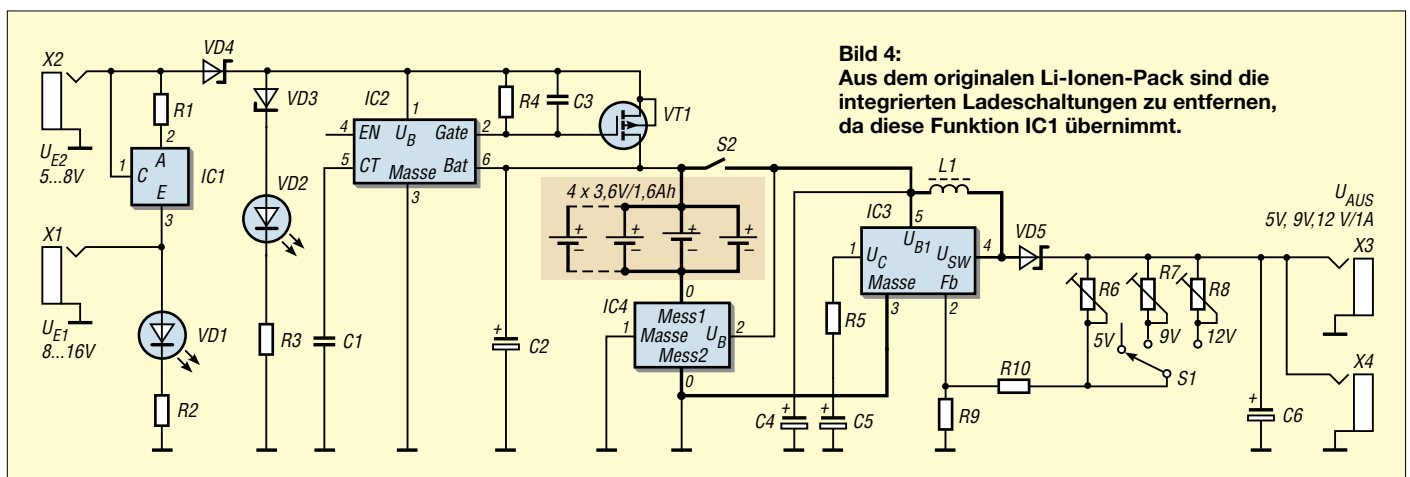 Bild 4:
Aus dem originalen Li-Ionen-Pack sind die
integrierten Ladeschaltungen zu entfernen,
da diese Funktion IC1 übernimmt.
X2
VD4
R1
2
U_E2
5...8V
1
C
A
E
IC1
3
X1
U_E1
8...16V
VD1
R2
VD3
VD2
R3
IC2
1
4
EN
U_B
Gate
2
5
CT
Bat
6
Masse
3
C1
R4
C3
VT1
+
C2
S2
4 x 3,6V/1,6Ah
+
–
+
–
+
–
+
–
0
IC4
Mess1
1
Masse
U_B
2
Mess2
0
L1
IC3
5
1
U_C
U_B1
U_SW
4
Masse
Fb
3
2
R5
+
C4
+
C5
VD5
R6
R7
R8
5V
9V
12V
S1
R10
R9
+
C6
U_AUS
5V, 9V,12 V/1A
X3
X4